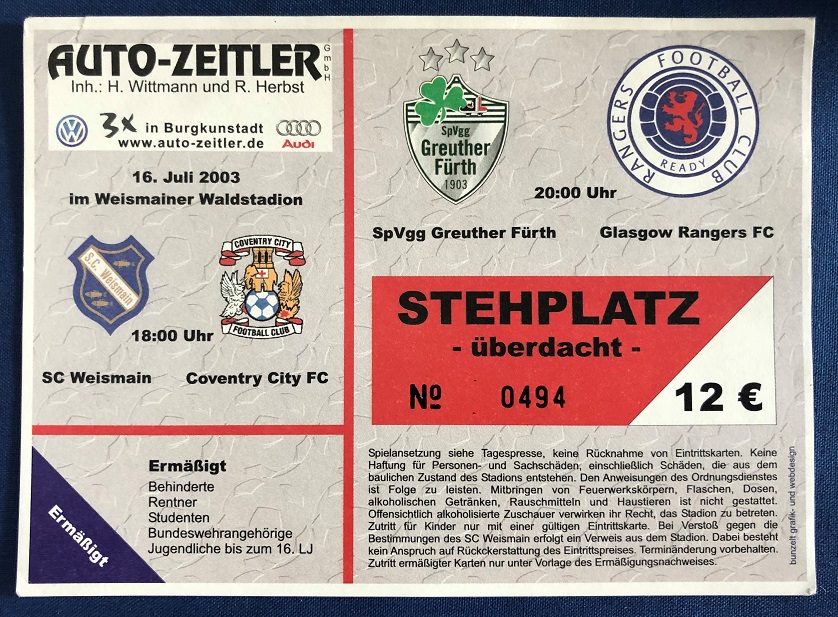 AUTO-ZEITLER GmbH
Inh.: H. Wittmann und R. Herbst
3x in Burgkunstadt
www.auto-zeitler.de
Audi
16. Juli 2003
im Weismainer Waldstadion
S.C. Weismain
COVENTRY CITY
FOOTBALL CLUB
18:00 Uhr
SC Weismain
Coventry City FC
SpVgg
Greuther
Fürth
1903
RANGERS FOOTBALL CLUB
READY
20:00 Uhr
SpVgg Greuther Fürth
Glasgow Rangers FC
STEHPLATZ
- überdacht -
№ 0494
12 €
Ermäßigt
Ermäßigt
Behinderte
Rentner
Studenten
Bundeswehrangehörige
Jugendliche bis zum 16. LJ
Spielansetzung siehe Tagespresse, keine Rücknahme von Eintrittskarten. Keine
Haftung für Personen- und Sachschäden, einschließlich Schäden, die aus dem
baulichen Zustand des Stadions entstehen. Den Anweisungen des Ordnungsdienstes
ist Folge zu leisten. Mitbringen von Feuerwerkskörpern, Flaschen, Dosen,
alkoholischen Getränken, Rauschmitteln und Haustieren ist nicht gestattet.
Offensichtlich alkoholisierte Zuschauer verwirken ihr Recht, das Stadion zu betreten.
Zutritt für Kinder nur mit einer gültigen Eintrittskarte. Bei Verstoß gegen die
Bestimmungen des SC Weismain erfolgt ein Verweis aus dem Stadion. Dabei besteht
kein Anspruch auf Rückckerstattung des Eintrittspreises. Terminänderung vorbehalten.
Zutritt ermäßigter Karten nur unter Vorlage des Ermäßigungsnachweises.
bunzelt grafik- und webdesign